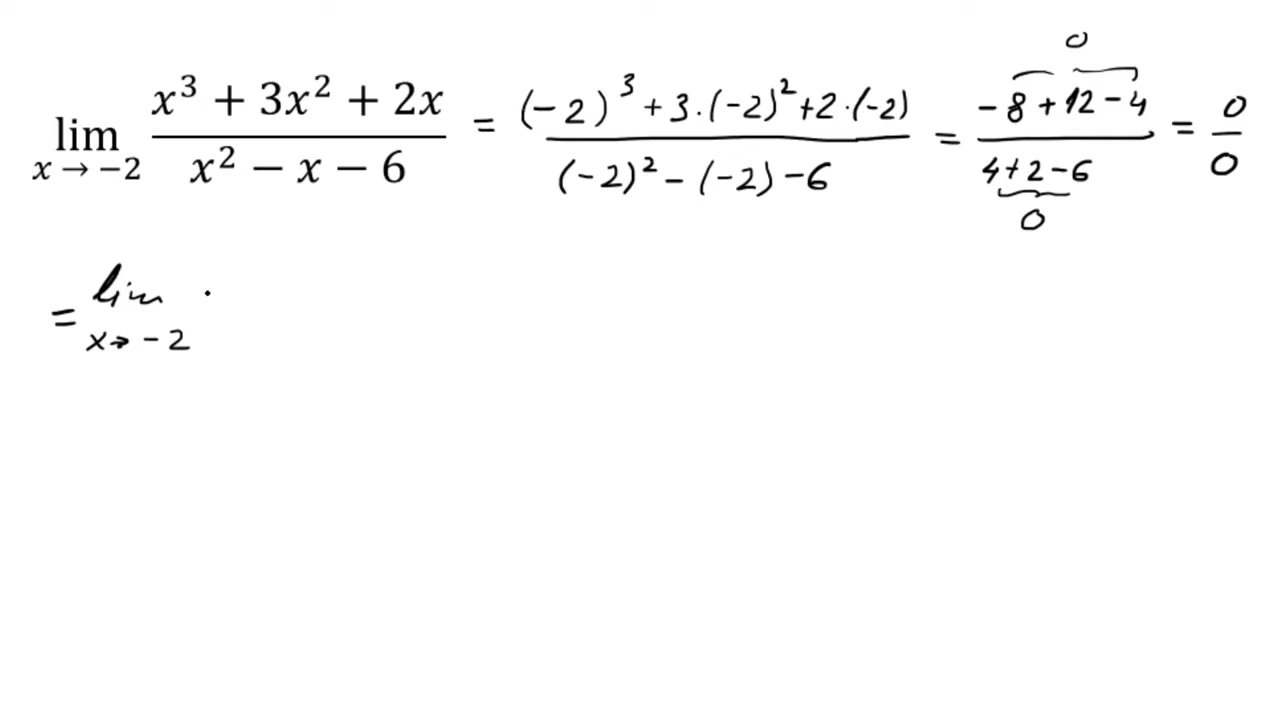 lim x→−2 (x³ + 3x² + 2x)/(x² − x − 6) = ((-2)³ + 3·(-2)² + 2·(-2))/((-2)² − (-2) − 6) = (-8 + 12 − 4)/(4 + 2 − 6) = 0/0
0
0
= lim x→ -2